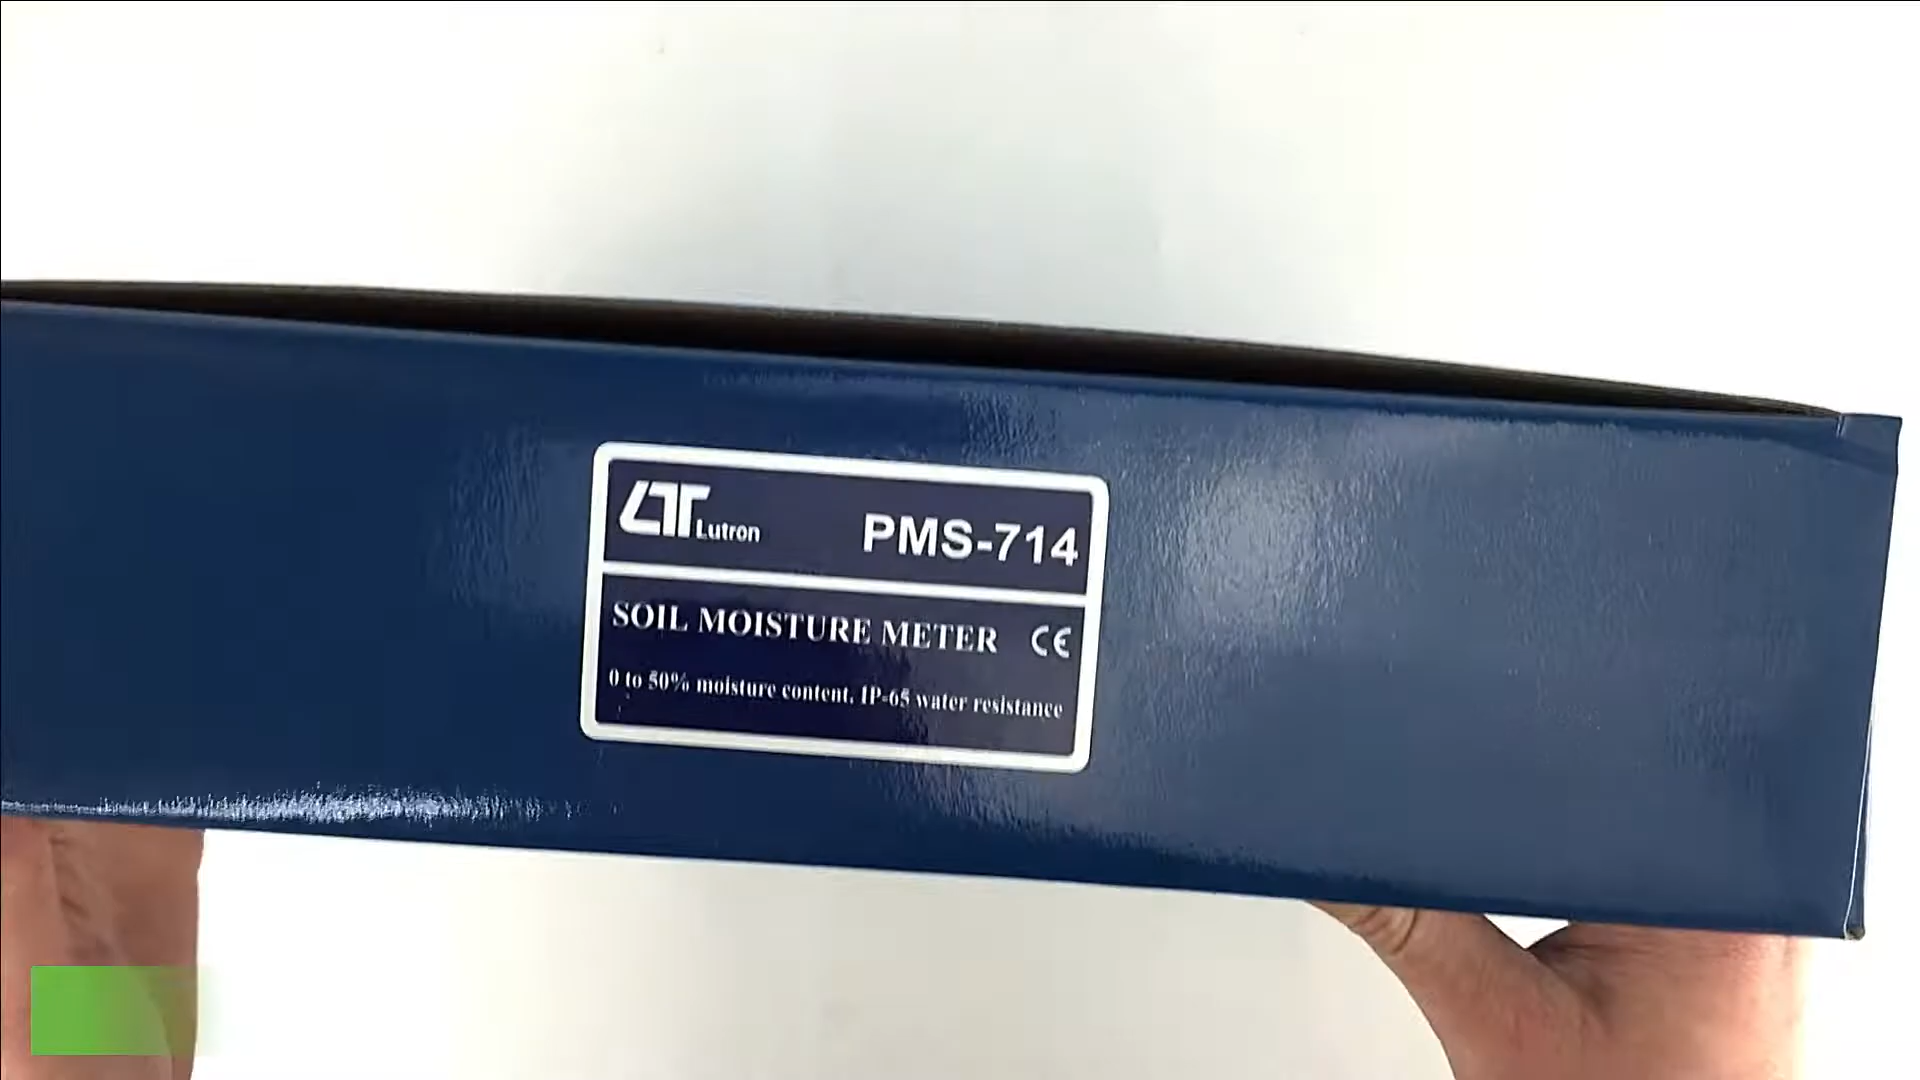 LT Lutron PMS-714
SOIL MOISTURE METER CE
0 to 50% moisture content. IP-65 water resistance